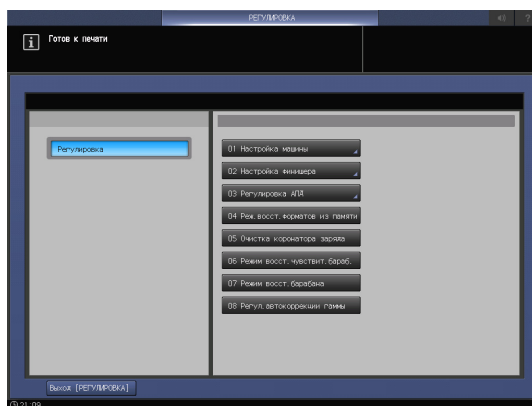 РЕГУЛИРОВКА
?
i Готов к печати
Регулировка
01 Настройка машины
02 Настройка финишера
03 Регулировка АПД
04 Реж.восст.форматов из памяти
05 Очистка коронатора заряда
06 Режим восст.чувствит.бараб.
07 Режим восст.барабана
08 Регул.автокоррекции гаммы
Выход [РЕГУЛИРОВКА]
21:09